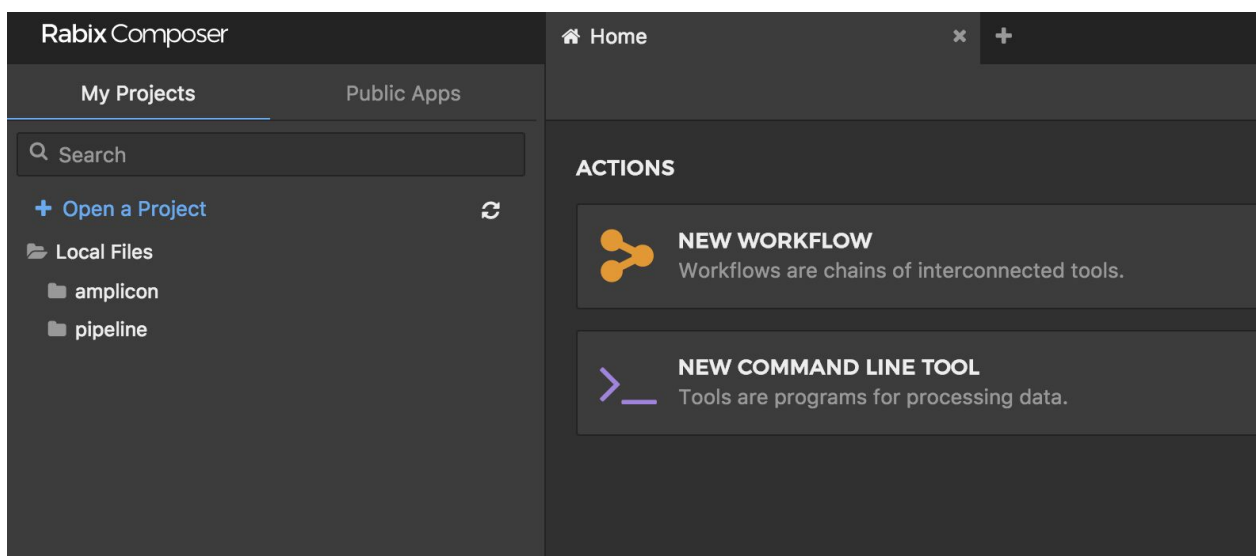 Rabix Composer
Home
My Projects
Public Apps
Search
Open a Project
Local Files
amplicon
pipeline
ACTIONS
NEW WORKFLOW
Workflows are chains of interconnected tools.
NEW COMMAND LINE TOOL
Tools are programs for processing data.